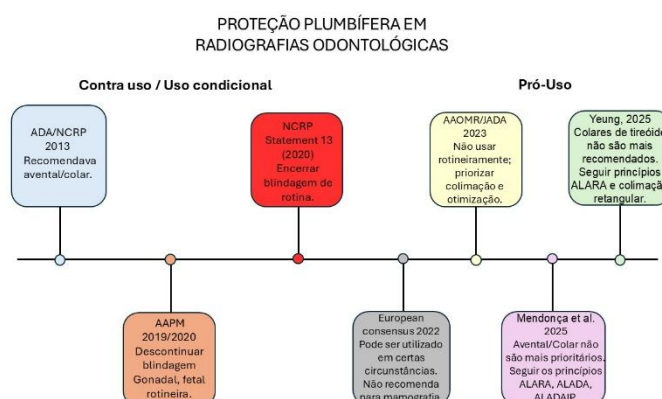 PROTEÇÃO PLUMBÍFERA EM
RADIOGRAFIAS ODONTOLÓGICAS
Contra uso / Uso condicional
Pró-Uso
ADA/NCRP
2013
Recomendava
avental/colar.
NCRP
Statement 13
(2020)
Encerrar
blindagem de
rotina.
AAOMR/JADA
2023
Não usar
rotineiramente;
priorizar
colimação e
otimização.
Yeung, 2025
Colares de tireóide
não são mais
recomendados.
Seguir princípios
ALARA e colimação
retangular.
AAPM
2019/2020
Descontinuar
blindagem
Gonadal, fetal
rotineira.
European
consensus 2022
Pode ser utilizado
em certas
circunstâncias.
Não recomenda
para mamografia
Mendonça et al.
2025
Avental/Colar não
são mais prioritários.
Seguir os princípios
ALARA, ALADA,
ALADAIP